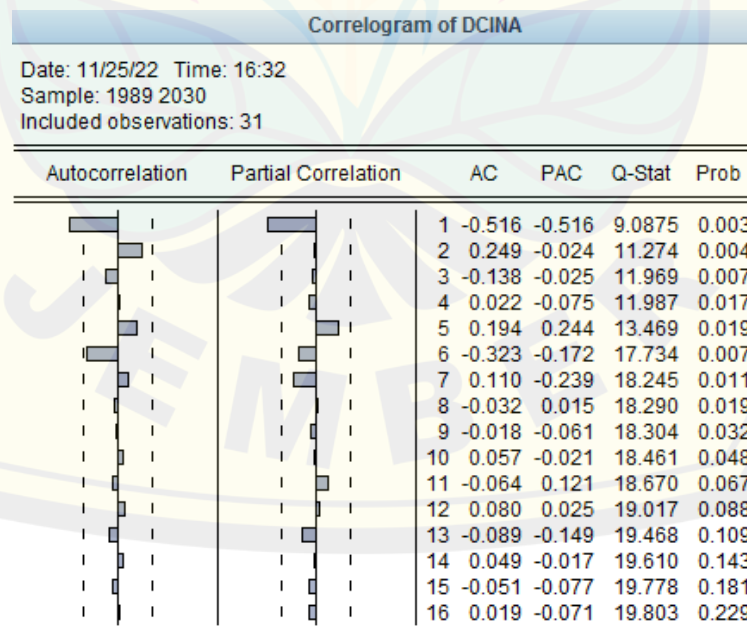 Correlogram of DCINA
Date: 11/25/22 Time: 16:32
Sample: 1989 2030
Included observations: 31
Autocorrelation Partial Correlation AC PAC Q-Stat Prob
1 -0.516 -0.516 9.0875 0.003
2 0.249 -0.024 11.274 0.004
3 -0.138 -0.025 11.969 0.007
4 0.022 -0.075 11.987 0.017
5 0.194 0.244 13.469 0.019
6 -0.323 -0.172 17.734 0.007
7 0.110 -0.239 18.245 0.011
8 -0.032 0.015 18.290 0.019
9 -0.018 -0.061 18.304 0.032
10 0.057 -0.021 18.461 0.048
11 -0.064 0.121 18.670 0.067
12 0.080 0.025 19.017 0.088
13 -0.089 -0.149 19.468 0.109
14 0.049 -0.017 19.610 0.143
15 -0.051 -0.077 19.778 0.181
16 0.019 -0.071 19.803 0.229
JEMBER